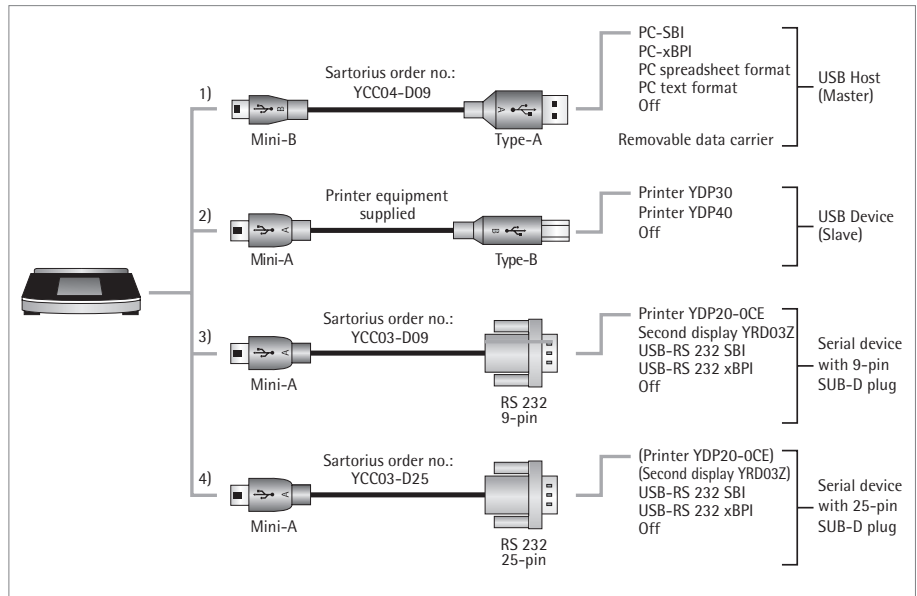 1)
Sartorius order no.:
YCC04-D09
B
Mini-B
A
Type-A
PC-SBI
PC-xBPI
PC spreadsheet format
PC text format
Off
Removable data carrier
USB Host
(Master)
2)
Printer equipment
supplied
A
Mini-A
B
Type-B
Printer YDP30
Printer YDP40
Off
USB Device
(Slave)
3)
Sartorius order no.:
YCC03-D09
A
Mini-A
RS 232
9-pin
Printer YDP20-0CE
Second display YRD03Z
USB-RS 232 SBI
USB-RS 232 xBPI
Off
Serial device
with 9-pin
SUB-D plug
4)
Sartorius order no.:
YCC03-D25
A
Mini-A
RS 232
25-pin
(Printer YDP20-0CE)
(Second display YRD03Z)
USB-RS 232 SBI
USB-RS 232 xBPI
Off
Serial device
with 25-pin
SUB-D plug